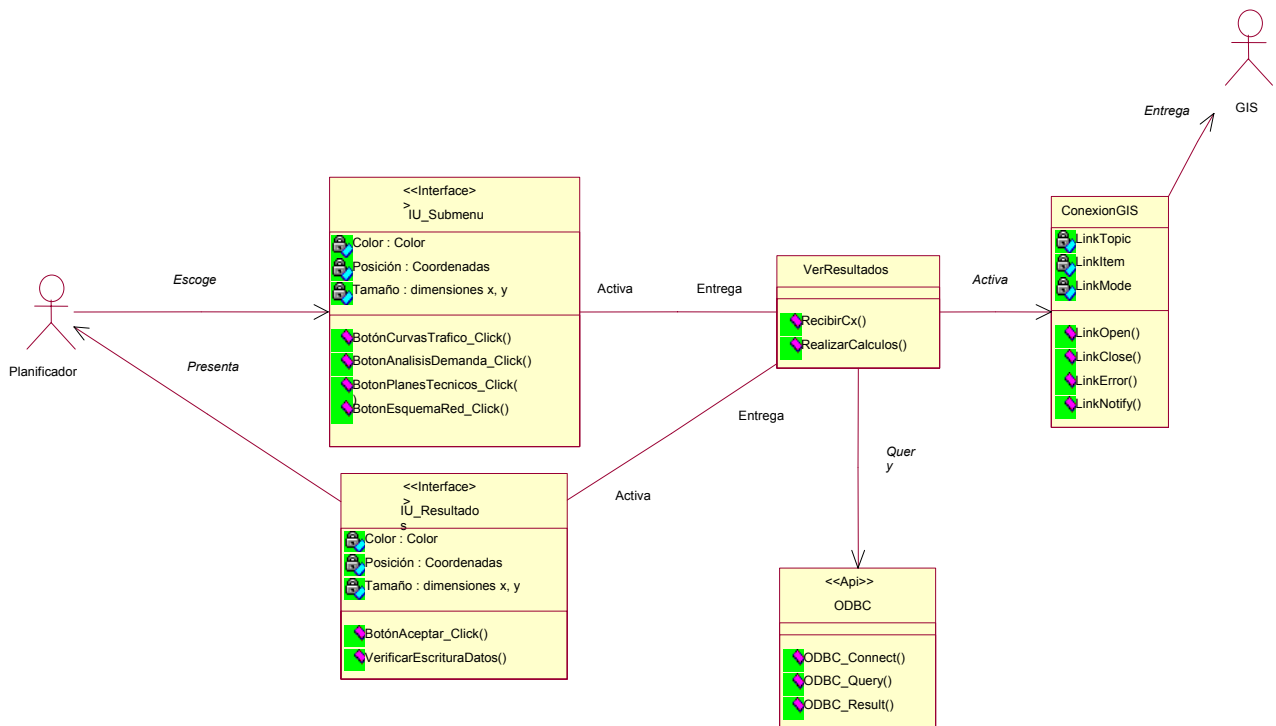 GIS
Entrega
<<Interface>
>
IU_Submenu
Color : Color
Posición : Coordenadas
Tamaño : dimensiones x, y
BotónCurvasTrafico_Click()
BotonAnalisisDemanda_Click()
BotonPlanesTecnicos_Click(
)
BotonEsquemaRed_Click()
ConexionGIS
LinkTopic
LinkItem
LinkMode
LinkOpen()
LinkClose()
LinkError()
LinkNotify()
Escoge
Activa
Entrega
VerResultados
RecibirCx()
RealizarCalculos()
Activa
Planificador
Presenta
Entrega
Quer
y
Activa
<<Interface>
>
IU_Resultado
s
Color : Color
Posición : Coordenadas
Tamaño : dimensiones x, y
BotónAceptar_Click()
VerificarEscrituraDatos()
<<Api>>
ODBC
ODBC_Connect()
ODBC_Query()
ODBC_Result()